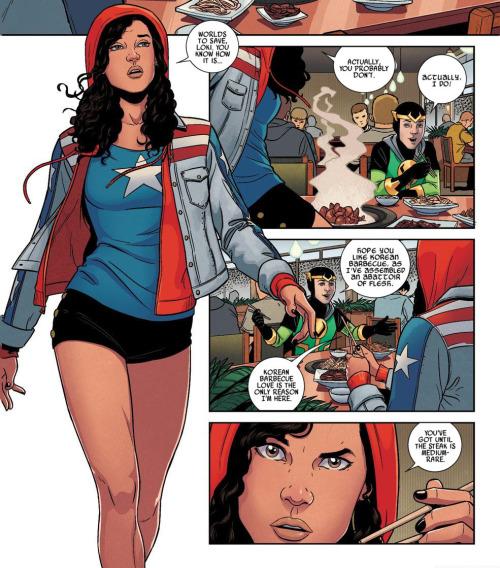 WORLDS
TO SAVE,
LOKI. YOU
KNOW HOW
IT IS...
ACTUALLY,
YOU PROBABLY
DON'T.
ACTUALLY,
I DO!
HOPE YOU
LIKE KOREAN
BARBECUE. AS
I'VE ASSEMBLED
AN ABATTOIR
OF FLESH.
KOREAN
BARBECUE
LOVE IS THE
ONLY REASON
I'M HERE.
YOU'VE
GOT UNTIL
THE STEAK IS
MEDIUM-
RARE.